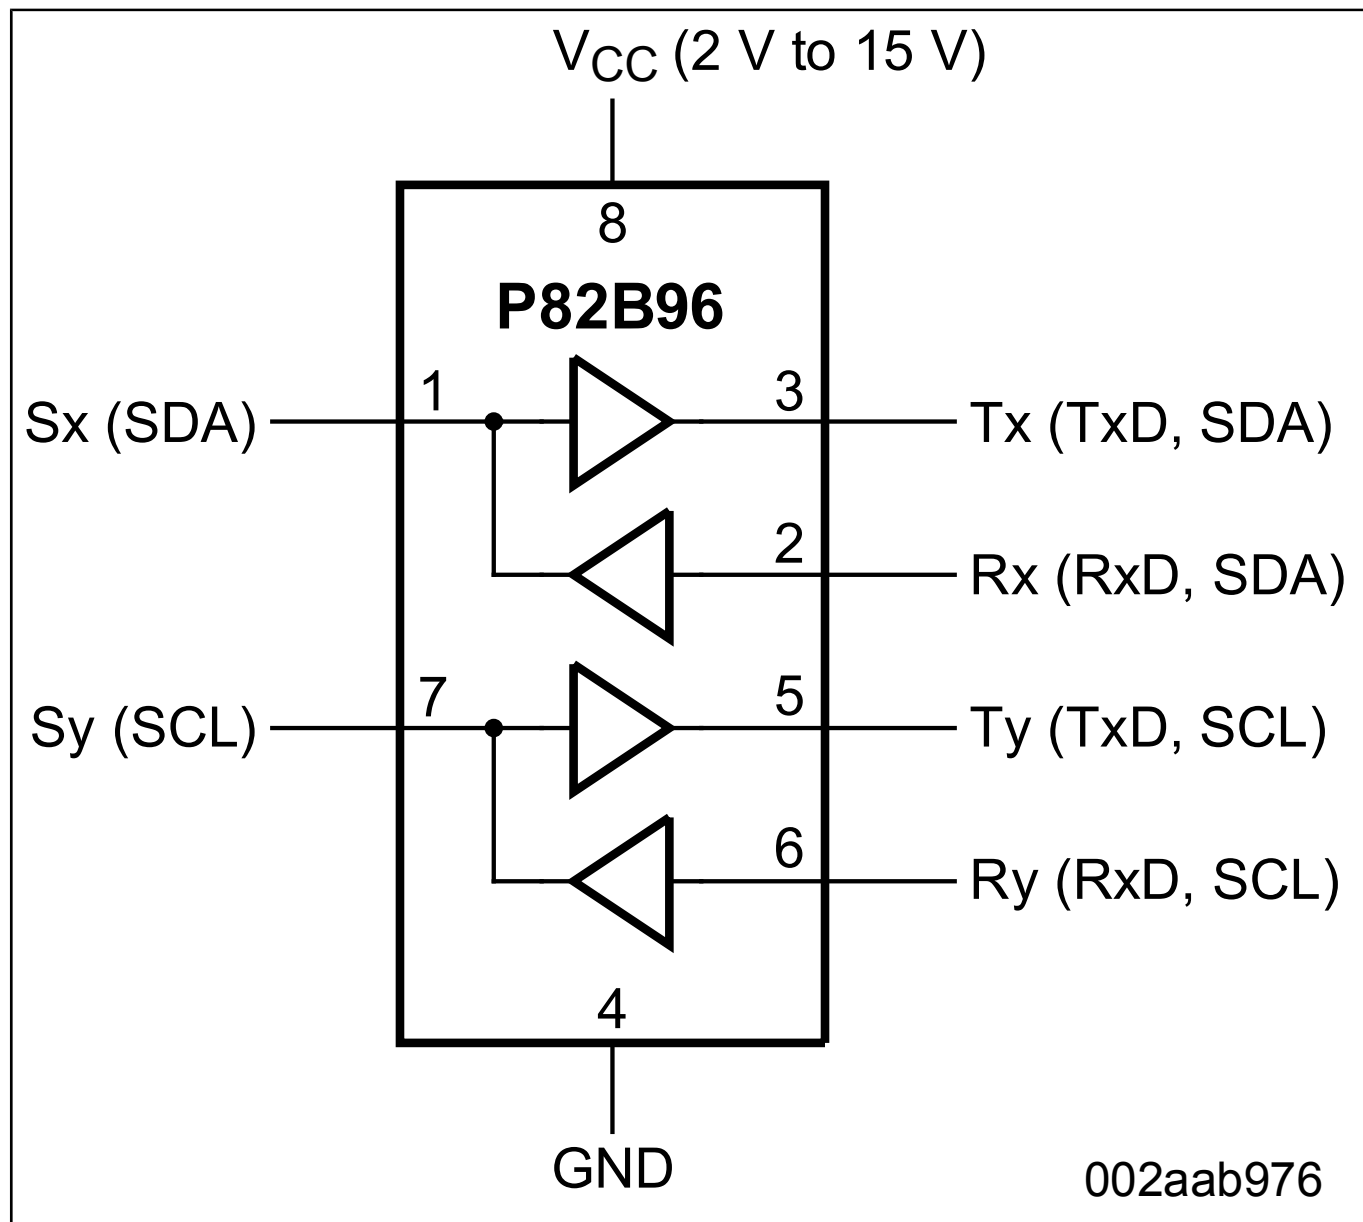 VCC (2 V to 15 V)
8
P82B96
1
3
Sx (SDA)
Tx (TxD, SDA)
2
Rx (RxD, SDA)
7
5
Sy (SCL)
Ty (TxD, SCL)
6
Ry (RxD, SCL)
4
GND
002aab976